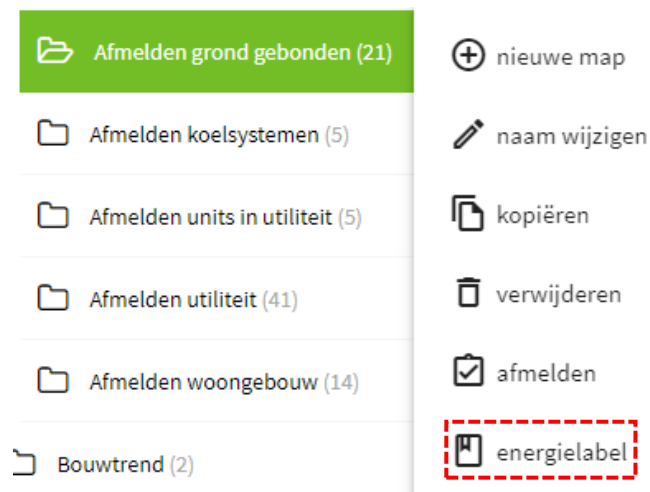 Afmelden grond gebonden (21)
Afmelden koelsystemen (5)
Afmelden units in utiliteit (5)
Afmelden utiliteit (41)
Afmelden woongebouw (14)
Bouwtrend (2)
nieuwe map
naam wijzigen
kopiëren
verwijderen
afmelden
energielabel